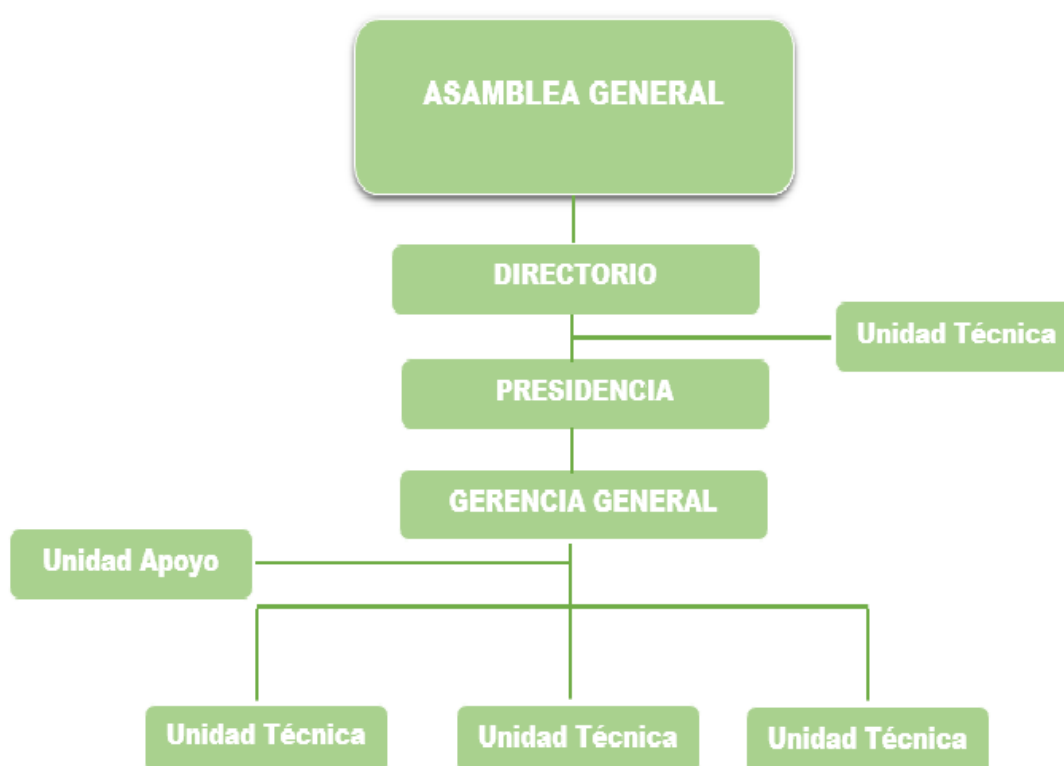 ASAMBLEA GENERAL
DIRECTORIO
Unidad Técnica
PRESIDENCIA
GERENCIA GENERAL
Unidad Apoyo
Unidad Técnica
Unidad Técnica
Unidad Técnica